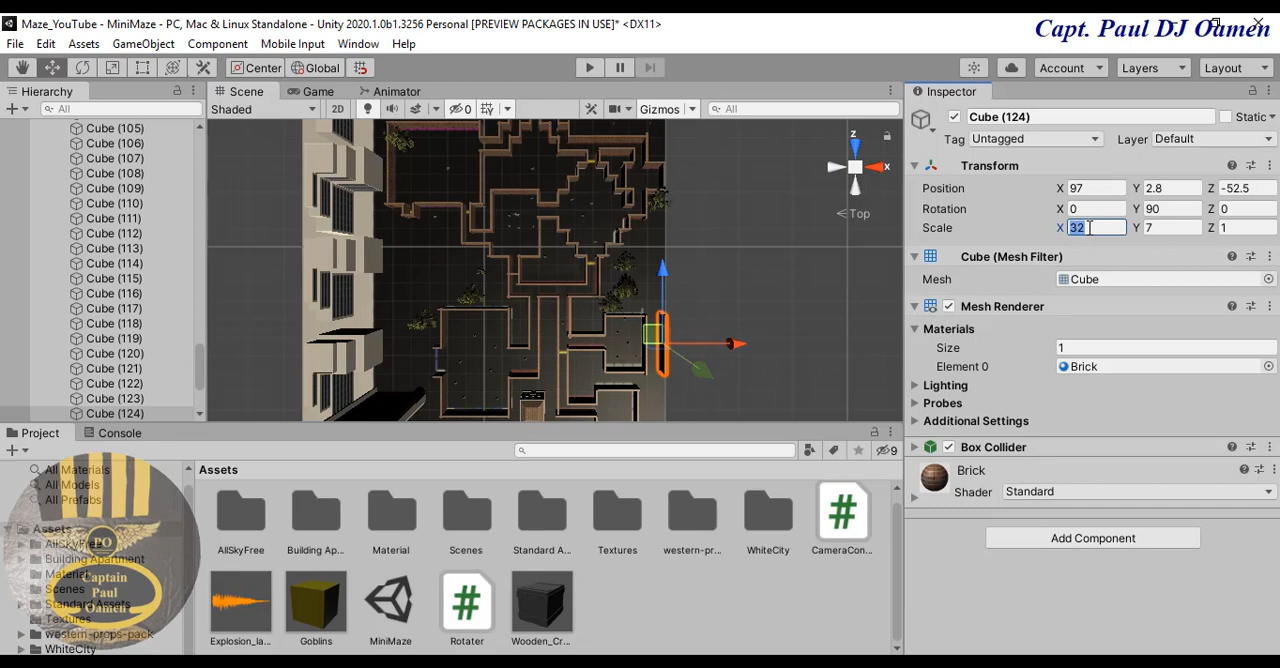 Maze_YouTube - MiniMaze - PC, Mac & Linux Standalone - Unity 2020.1.0b1.3256 Personal [PREVIEW PACKAGES IN USE]* <DX11>
Capt. Paul DJ Oamen
File Edit Assets GameObject Component Mobile Input Window Help
Center Global Account Layers Layout
Hierarchy Scene Game Animator Inspector
All Shaded 2D 0 Gizmos All
Cube (124) Static
Tag Untagged Layer Default
Transform
Position X 97 Y 2.8 Z -52.5
Rotation X 0 Y 90 Z 0
Scale X 32 Y 7 Z 1
Cube (Mesh Filter)
Mesh Cube
Mesh Renderer
Materials
Size 1
Element 0 Brick
Lighting
Probes
Additional Settings
Box Collider
Brick
Shader Standard
Add Component
Cube (105)
Cube (106)
Cube (107)
Cube (108)
Cube (109)
Cube (110)
Cube (111)
Cube (112)
Cube (113)
Cube (114)
Cube (115)
Cube (116)
Cube (117)
Cube (118)
Cube (119)
Cube (120)
Cube (121)
Cube (122)
Cube (123)
Cube (124)
z
x
Top
Project Console
9
All Materials
All Models
All Prefabs
Assets
AllSkyFree
Building Apartment
Material
Scenes
Standard Assets
Textures
western-props-pack
WhiteCity
PO
Captain
Paul
Oamen
Assets
AllSkyFree Building Ap... Material Scenes Standard A... Textures western-pr... WhiteCity CameraCon...
Explosion_la... Goblins MiniMaze Rotater Wooden_Cr...